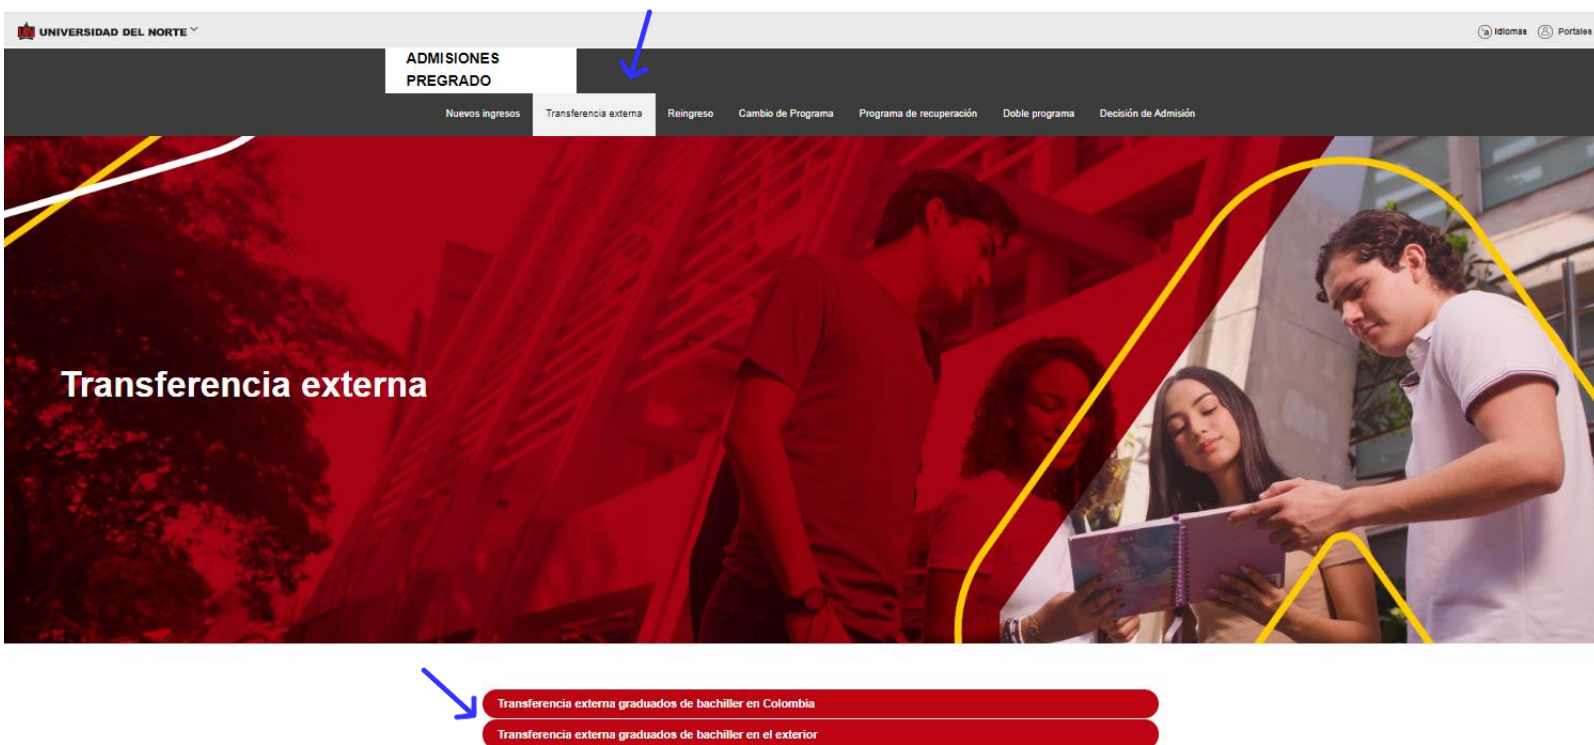 UNIVERSIDAD DEL NORTE
Idiomas Portales
ADMISIONES
PREGRADO
Nuevos ingresos Transferencia externa Reingreso Cambio de Programa Programa de recuperación Doble programa Decisión de Admisión
Transferencia externa
Transferencia externa graduados de bachiller en Colombia
Transferencia externa graduados de bachiller en el exterior